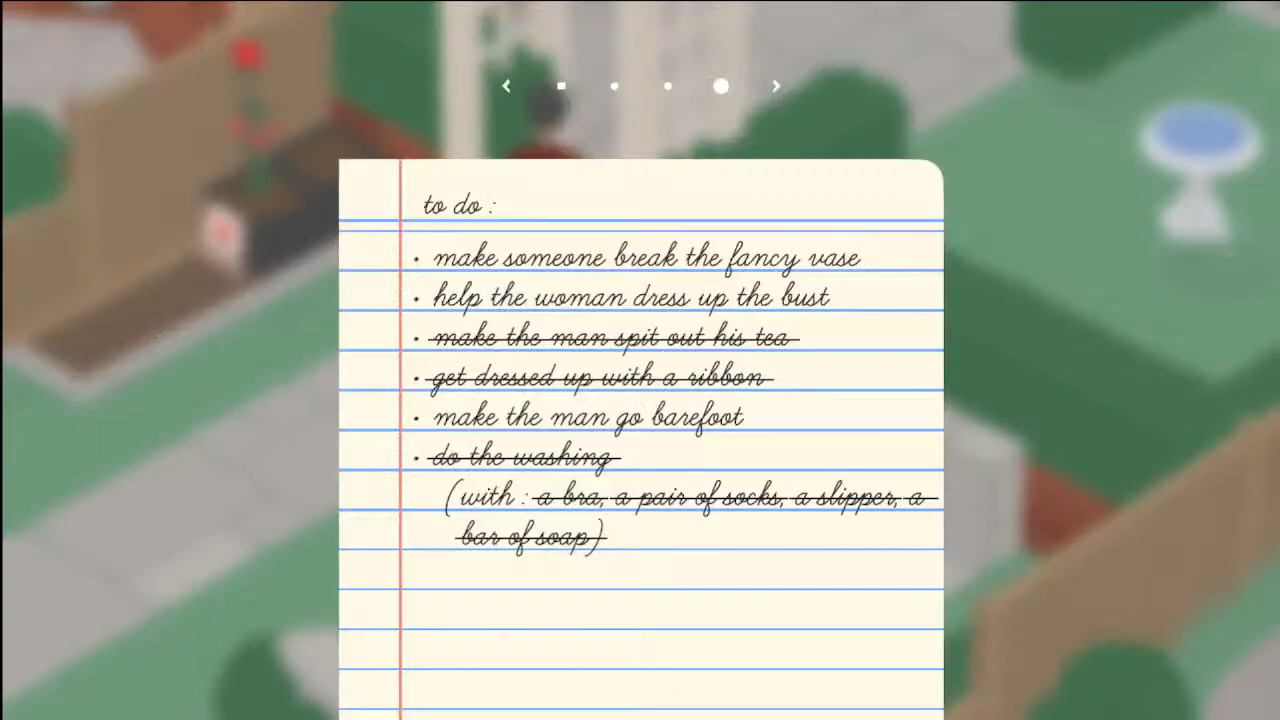 to do :
• make someone break the fancy vase
• help the woman dress up the bust
• make the man spit out his tea
• get dressed up with a ribbon
• make the man go barefoot
• do the washing
(with : a bra, a pair of socks, a slipper, a
bar of soap)